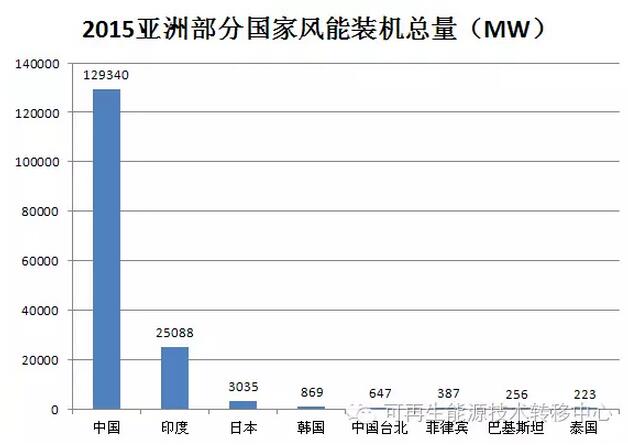 2015亚洲部分国家风能装机总量（MW）
140000
120000
100000
80000
60000
40000
20000
0
129340
25088
3035
869
647
387
256
223
中国
印度
日本
韩国
中国台北
菲律宾
巴基斯坦
泰国
可再生能源技术转移中心